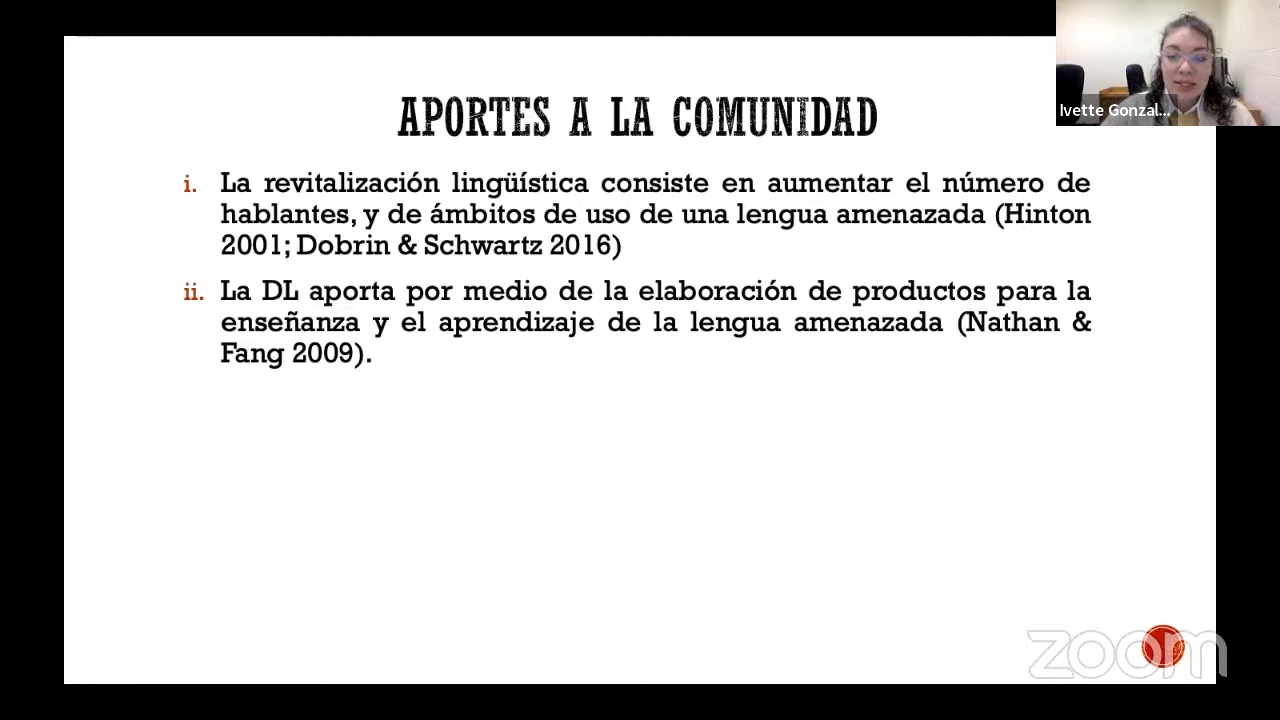 Ivette Gonzal...
APORTES A LA COMUNIDAD
i. La revitalización lingüística consiste en aumentar el número de
hablantes, y de ámbitos de uso de una lengua amenazada (Hinton
2001; Dobrin & Schwartz 2016)
ii. La DL aporta por medio de la elaboración de productos para la
enseñanza y el aprendizaje de la lengua amenazada (Nathan &
Fang 2009).
zoom